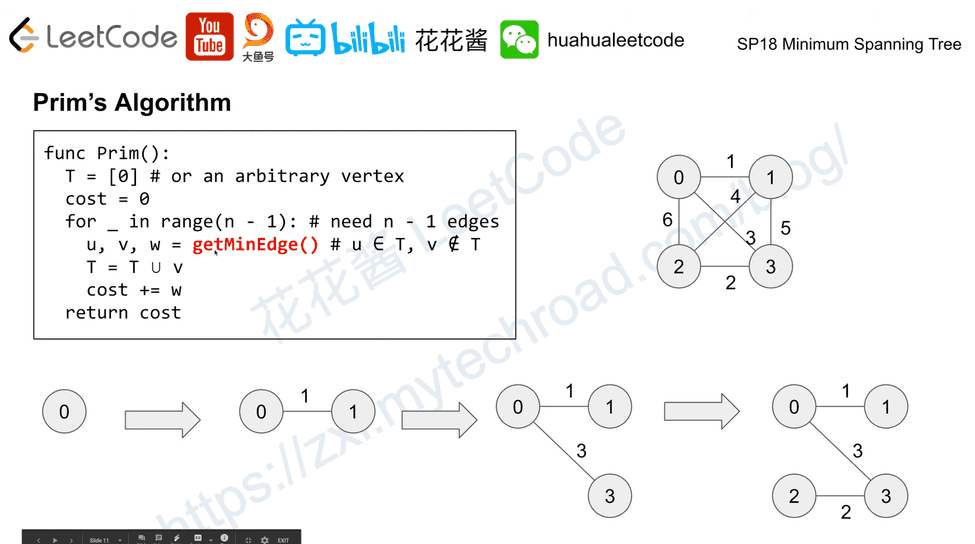 LeetCode
You
Tube
大鱼号
bilibili
花花酱
huahualeetcode
SP18 Minimum Spanning Tree
Prim's Algorithm
func Prim():
T = [0] # or an arbitrary vertex
cost = 0
for _ in range(n - 1): # need n - 1 edges
u, v, w = getMinEdge() # u ∈ T, v ∉ T
T = T ∪ v
cost += w
return cost
0 1 1
6 4 5
3
2 2 3
花花酱 LeetCode
https://zxi.mytechroad.com/blog/
0
0 1 1
0 1 1
3
3
0 1 1
3
2 2 3
Slide 11
EXIT